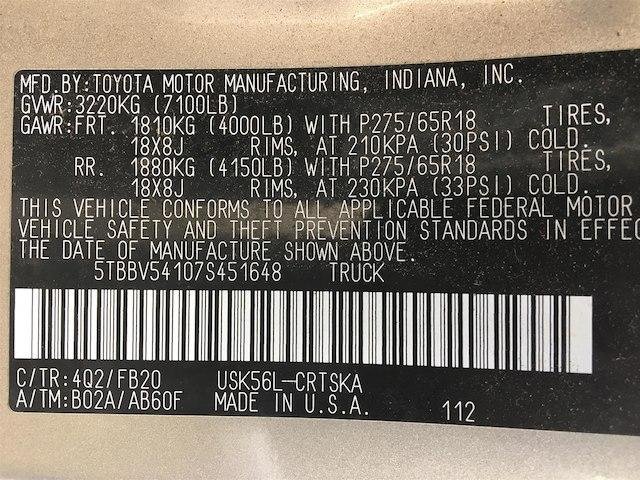 MFD.BY:TOYOTA MOTOR MANUFACTURING, INDIANA, INC.
GVWR:3220KG (7100LB)
GAWR:FRT. 1810KG (4000LB) WITH P275/65R18 TIRES,
18X8J RIMS, AT 210KPA (30PSI) COLD.
RR. 1880KG (4150LB) WITH P275/65R18 TIRES,
18X8J RIMS, AT 230KPA (33PSI) COLD.
THIS VEHICLE CONFORMS TO ALL APPLICABLE FEDERAL MOTOR
VEHICLE SAFETY AND THEFT PREVENTION STANDARDS IN EFFEC
THE DATE OF MANUFACTURE SHOWN ABOVE.
5TBBV54107S451648 TRUCK
C/TR:4Q2/FB20 USK56L-CRTSKA
A/TM:B02A/AB60F MADE IN U.S.A. 112